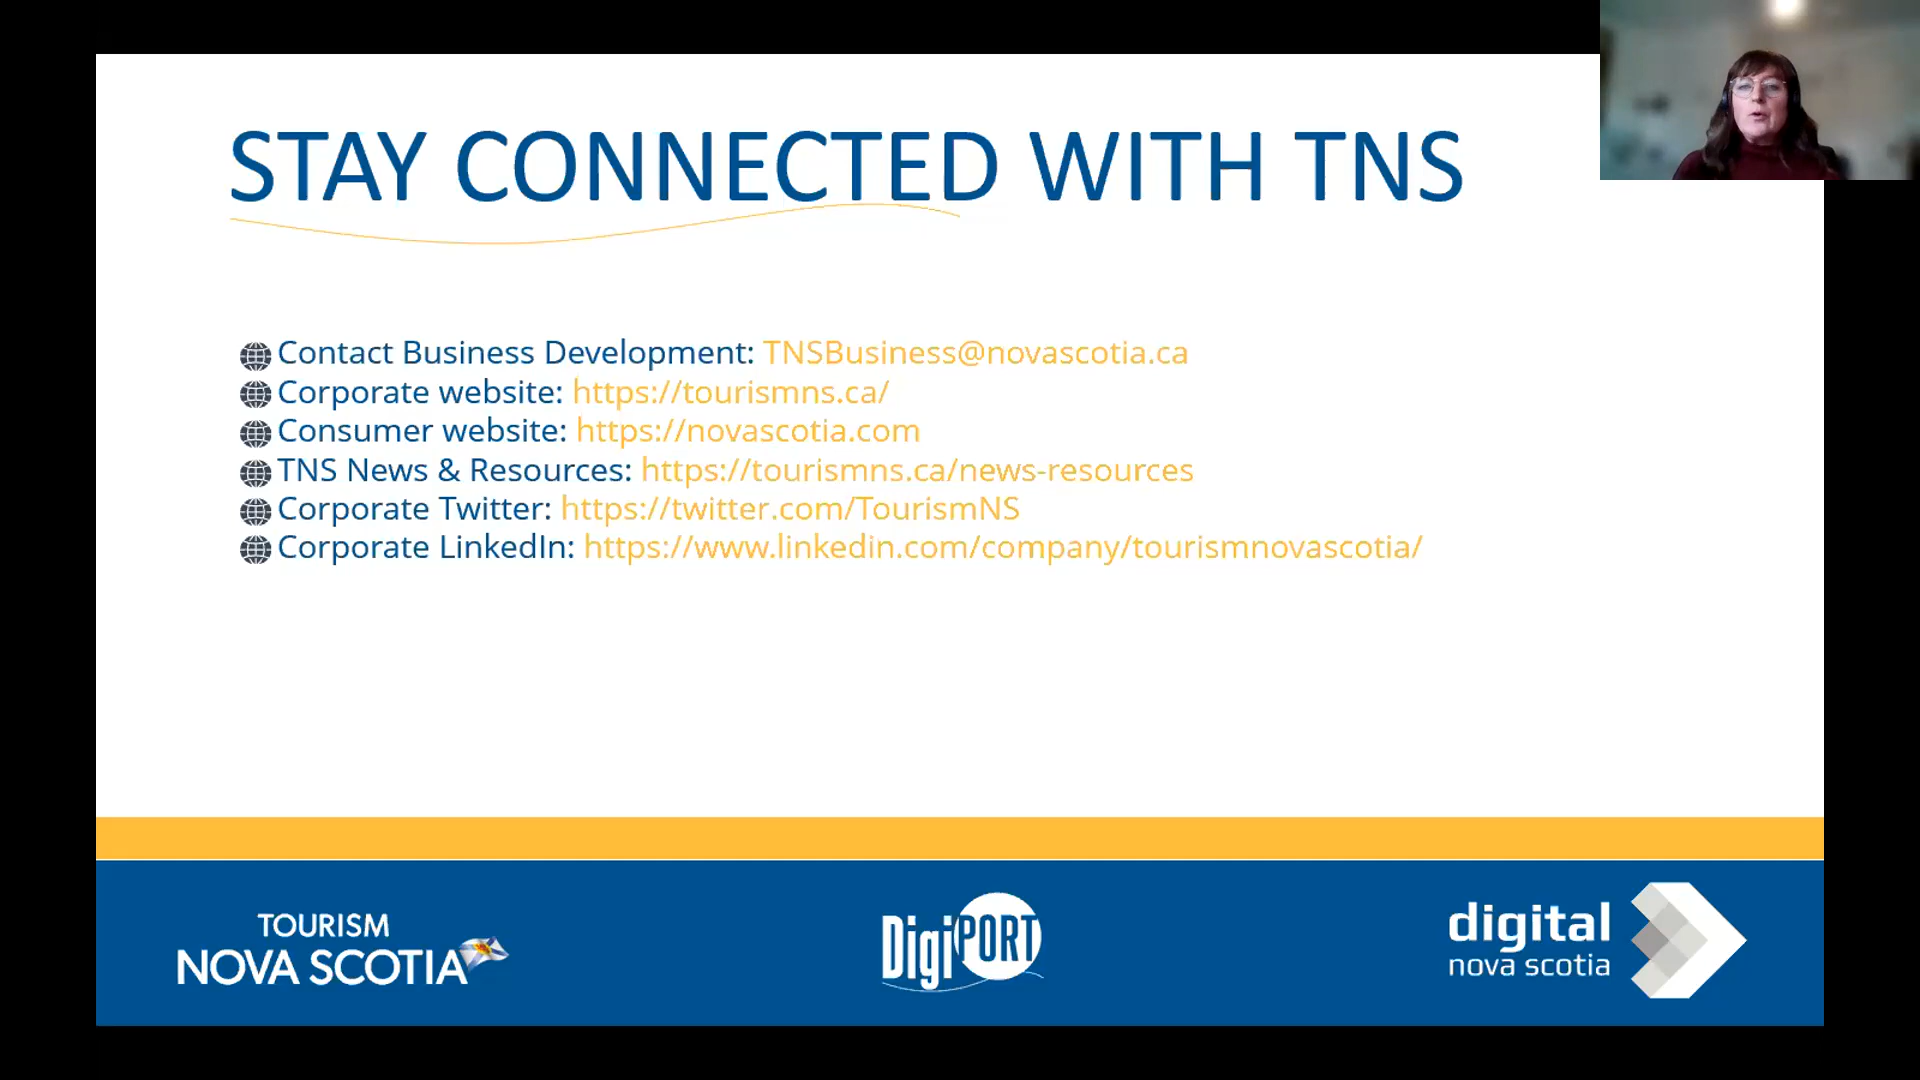 STAY CONNECTED WITH TNS
Contact Business Development: TNSBusiness@novascotia.ca
Corporate website: https://tourismns.ca/
Consumer website: https://novascotia.com
TNS News & Resources: https://tourismns.ca/news-resources
Corporate Twitter: https://twitter.com/TourismNS
Corporate LinkedIn: https://www.linkedin.com/company/tourismnovascotia/
TOURISM
NOVA SCOTIA
DigiPORT
digital
nova scotia